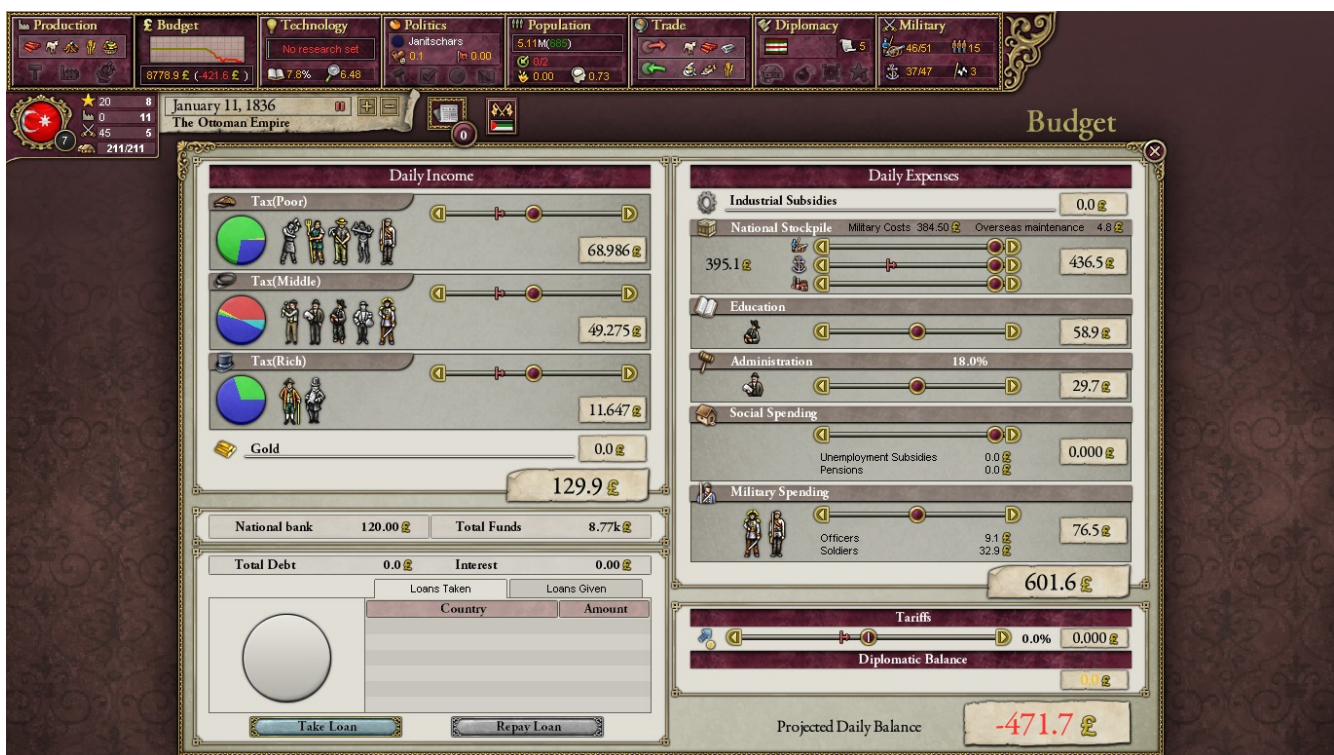 Production
£ Budget
Technology
Politics
Population
Trade
Diplomacy
Military
No research set
Janitschars
5.11M(685)
5
46/51
15
0.1
0.00
0/2
8778.9 £ (-421.6 £ )
7.8%
6.48
0.00
0.73
37/47
3
20 8
0 11
45 5
7
211/211
January 11, 1836
The Ottoman Empire
0
Budget
Daily Income
Tax(Poor)
68.986 £
Tax(Middle)
49.275 £
Tax(Rich)
11.647 £
Gold
0.0 £
129.9 £
National bank 120.00 £ Total Funds 8.77k £
Total Debt 0.0 £ Interest 0.00 £
Loans Taken Loans Given
Country Amount
Take Loan Repay Loan
Daily Expenses
Industrial Subsidies
0.0 £
National Stockpile Military Costs 384.50 £ Overseas maintenance 4.8 £
395.1 £
436.5 £
Education
58.9 £
Administration 18.0%
29.7 £
Social Spending
0.000 £
Unemployment Subsidies 0.0 £
Pensions 0.0 £
Military Spending
76.5 £
Officers 9.1 £
Soldiers 32.9 £
601.6 £
Tariffs
0.0% 0.000 £
Diplomatic Balance
0.0 £
Projected Daily Balance -471.7 £